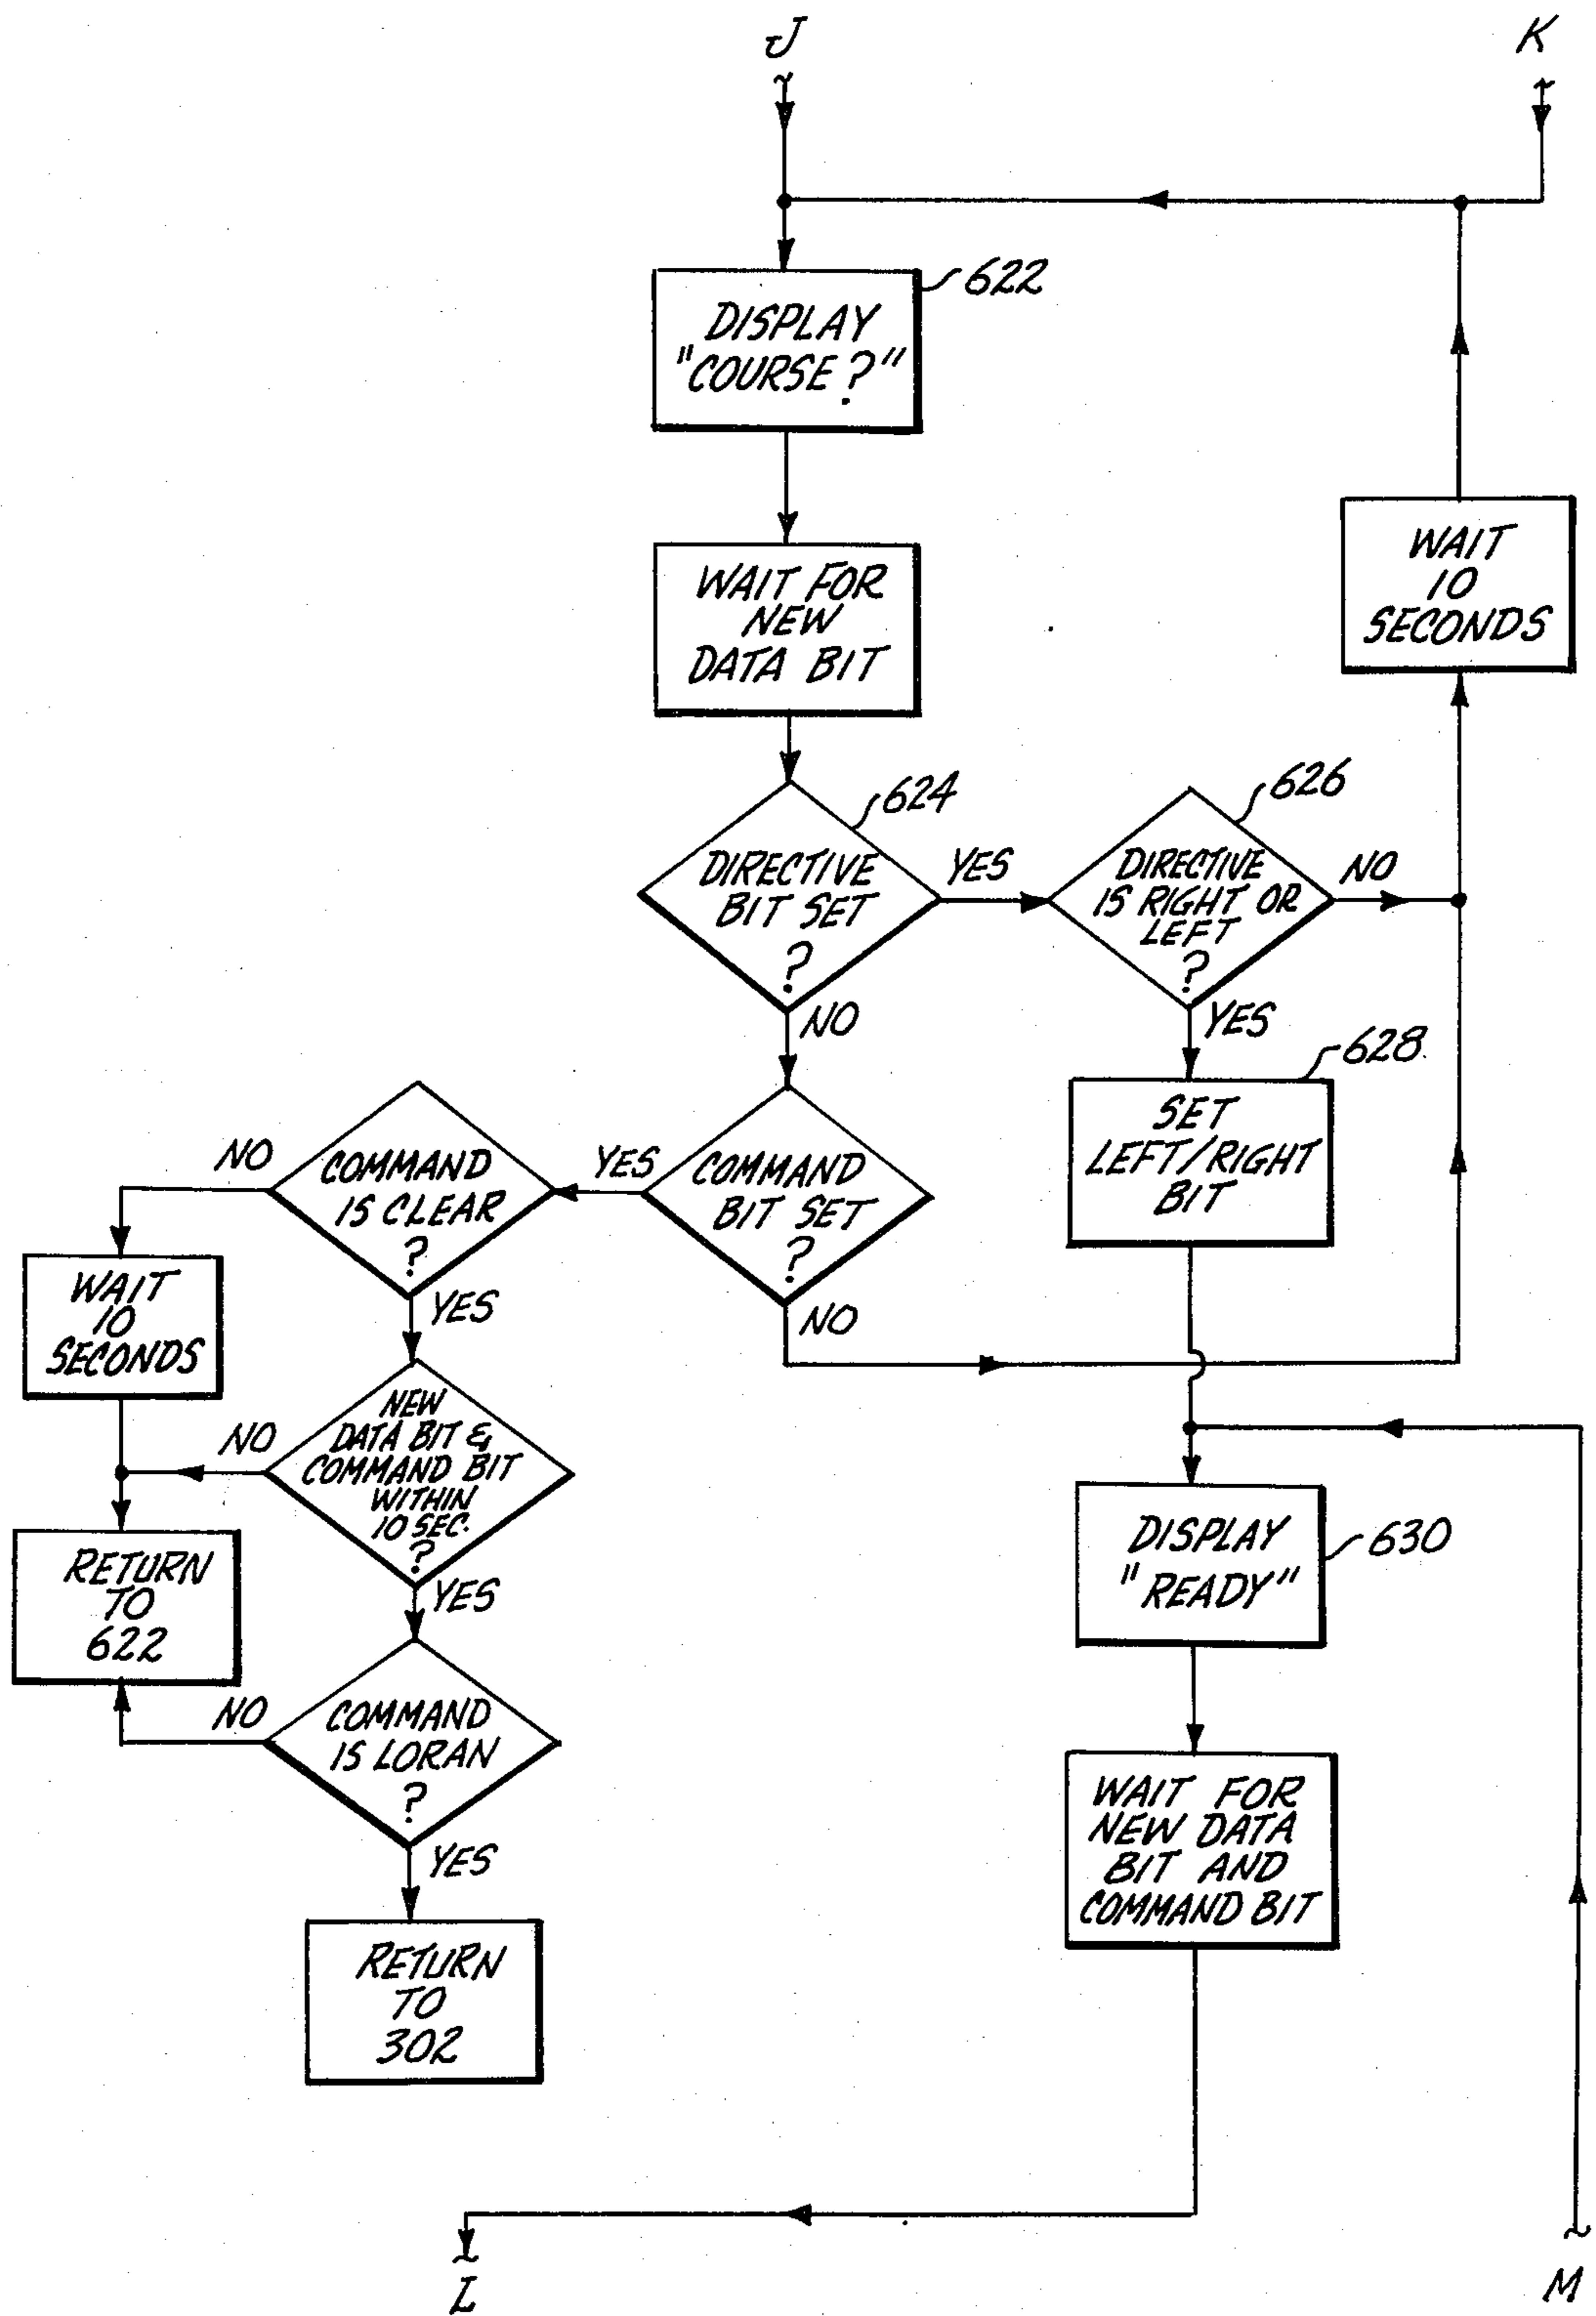 J
K
622
DISPLAY
"COURSE?"
WAIT FOR
NEW
DATA BIT
WAIT
10
SECONDS
624
DIRECTIVE
BIT SET
?
YES
NO
626
DIRECTIVE
IS RIGHT OR
LEFT
?
NO
YES
628
SET
LEFT/RIGHT
BIT
COMMAND
BIT SET
?
YES
NO
COMMAND
IS CLEAR
?
NO
YES
WAIT
10
SECONDS
NEW
DATA BIT &
COMMAND BIT
WITHIN
10 SEC.
?
NO
YES
RETURN
TO
622
COMMAND
IS LORAN
?
NO
YES
RETURN
TO
302
630
DISPLAY
"READY"
WAIT FOR
NEW DATA
BIT AND
COMMAND BIT
L
M